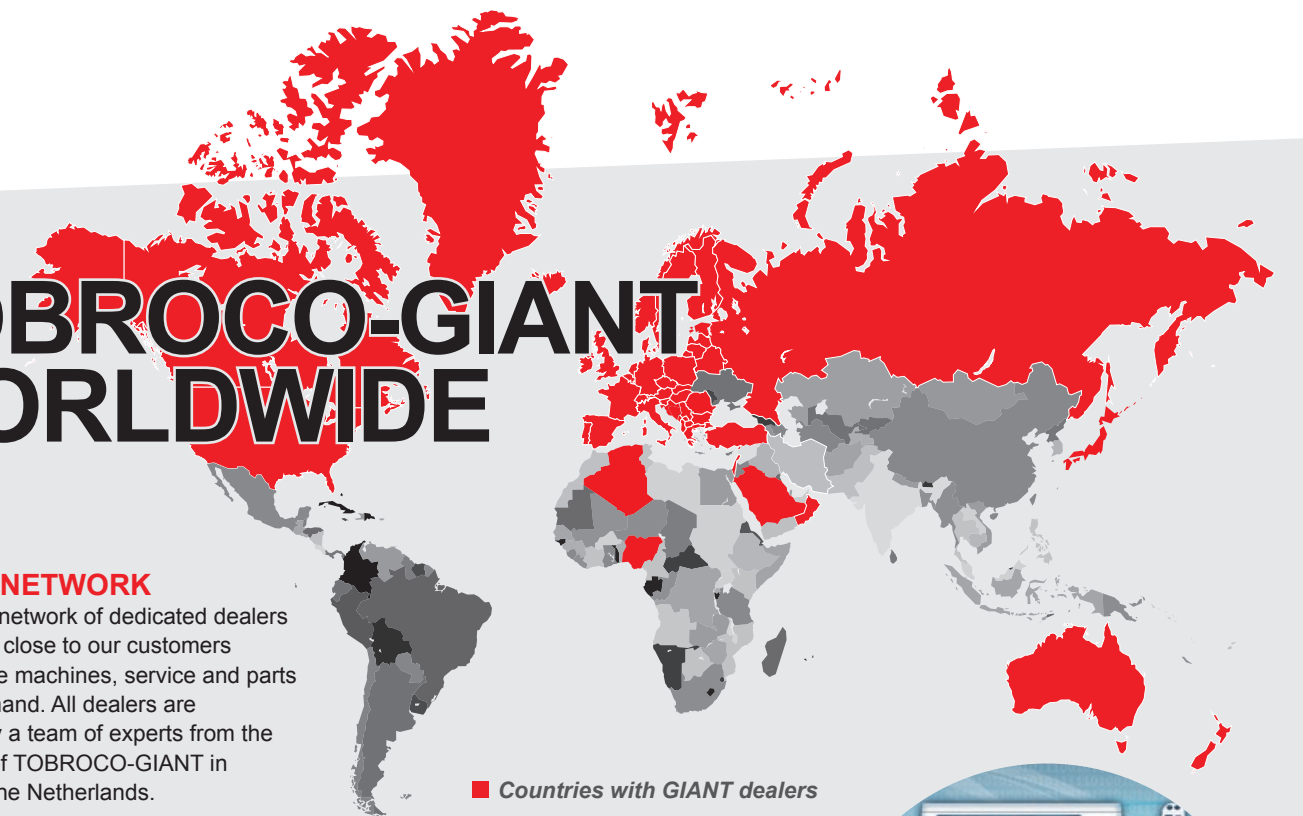 OBROCO-GIANT
ORLDWIDE
NETWORK
network of dedicated dealers
close to our customers
e machines, service and parts
and. All dealers are
y a team of experts from the
f TOBROCO-GIANT in
he Netherlands.
Countries with GIANT dealers